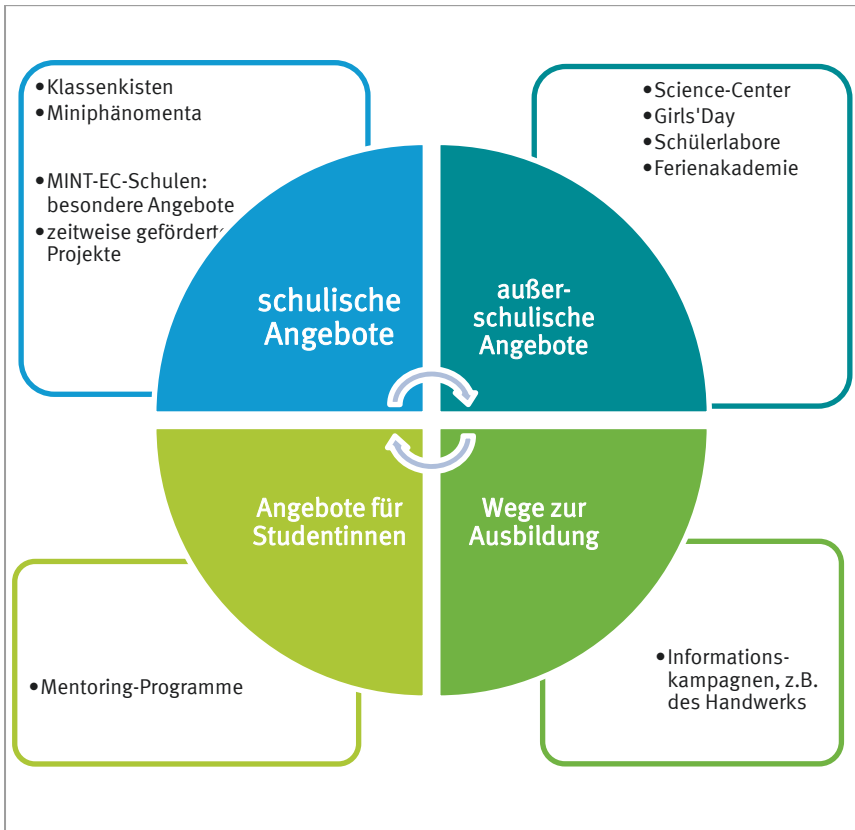 •Klassenkisten
•Miniphänomenta
•MINT-EC-Schulen:
besondere Angebote
•zeitweise geförderte
Projekte
•Science-Center
•Girls'Day
•Schülerlabore
•Ferienakademie
schulische
Angebote
außer-
schulische
Angebote
Angebote für
Studentinnen
Wege zur
Ausbildung
•Mentoring-Programme
•Informations-
kampagnen, z.B.
des Handwerks